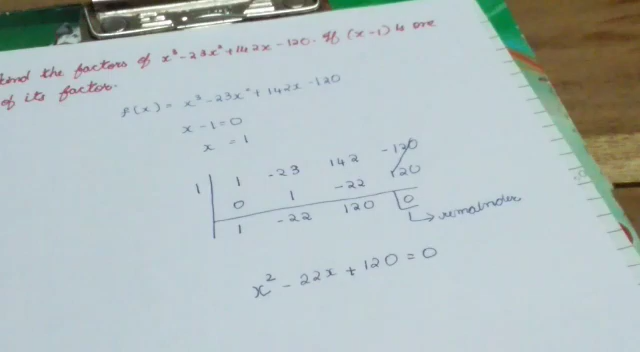 Find the factors of x³-23x²+142x-120. If (x-1) is one
of its factor.
f(x) = x³-23x²+142x-120
x-1=0
x = 1
1 | 1 -23 142 -120
0 1 -22 120
1 -22 120 0
→ remainder
x²-22x+120=0